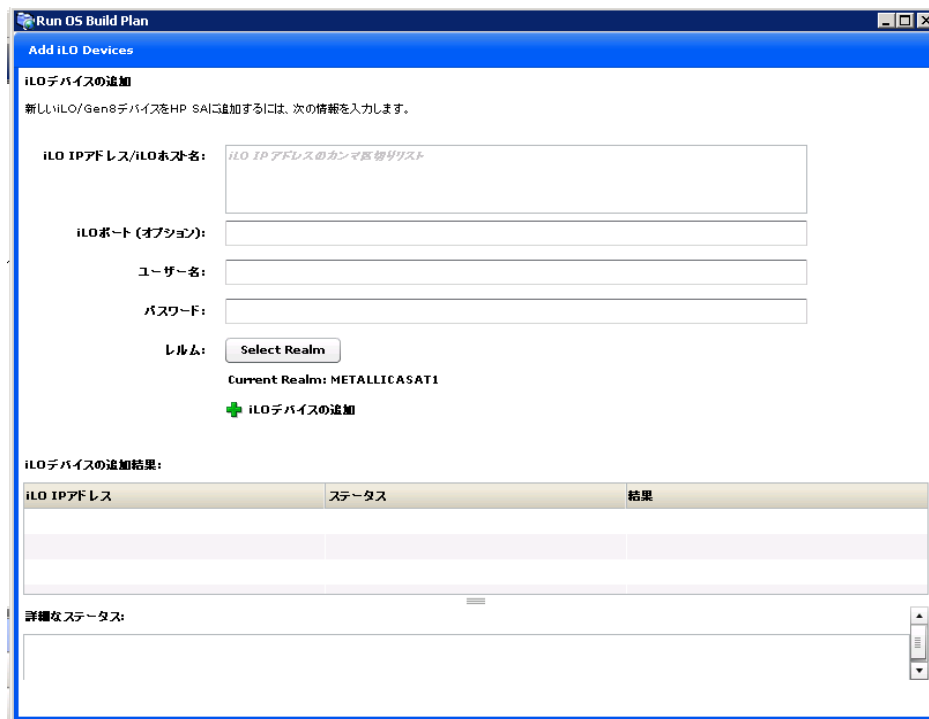 Run OS Build Plan
Add iLO Devices
iLOデバイスの追加
新しいiLO/Gen8デバイスをHP SAに追加するには、次の情報を入力します。
iLO IPアドレス/iLOホスト名:
iLO IPアドレスのカンマ区切りリスト
iLOポート (オプション):
ユーザー名:
パスワード:
レルム:
Select Realm
Current Realm: METALLICASAT1
iLOデバイスの追加
iLOデバイスの追加結果:
iLO IPアドレス ステータス 結果
詳細なステータス: